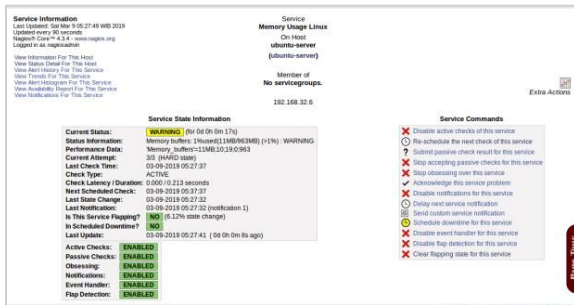 Service Information
Last Updated: Sat Mar 9 05:27:49 WIB 2019
Updated every 90 seconds
Nagios® Core™ 4.3.4 - www.nagios.org
Logged in as nagiosadmin
View Information For This Host
View Status Detail For This Host
View Alert History For This Service
View Trends For This Service
View Alert Histogram For This Service
View Availability Report For This Service
View Notifications For This Service
Service
Memory Usage Linux
On Host
ubuntu-server
(ubuntu-server)
Member of
No servicegroups.
192.168.32.6
Extra Actions
Service State Information
Current Status: WARNING (for 0d 0h 0m 17s)
Status Information: Memory buffers: 1%used(11MB/963MB) (>1%) : WARNING
Performance Data: 'Memory_buffers'=11MB;10;19;0;963
Current Attempt: 3/3 (HARD state)
Last Check Time: 03-09-2019 05:27:37
Check Type: ACTIVE
Check Latency / Duration: 0.000 / 0.213 seconds
Next Scheduled Check: 03-09-2019 05:37:37
Last State Change: 03-09-2019 05:27:32
Last Notification: 03-09-2019 05:27:32 (notification 1)
Is This Service Flapping? NO (6.12% state change)
In Scheduled Downtime? NO
Last Update: 03-09-2019 05:27:41 ( 0d 0h 0m 8s ago)
Active Checks: ENABLED
Passive Checks: ENABLED
Obsessing: ENABLED
Notifications: ENABLED
Event Handler: ENABLED
Flap Detection: ENABLED
Service Commands
Disable active checks of this service
Re-schedule the next check of this service
Submit passive check result for this service
Stop accepting passive checks for this service
Stop obsessing over this service
Acknowledge this service problem
Disable notifications for this service
Delay next service notification
Send custom service notification
Schedule downtime for this service
Disable event handler for this service
Disable flap detection for this service
Clear flapping state for this service
Page Tour